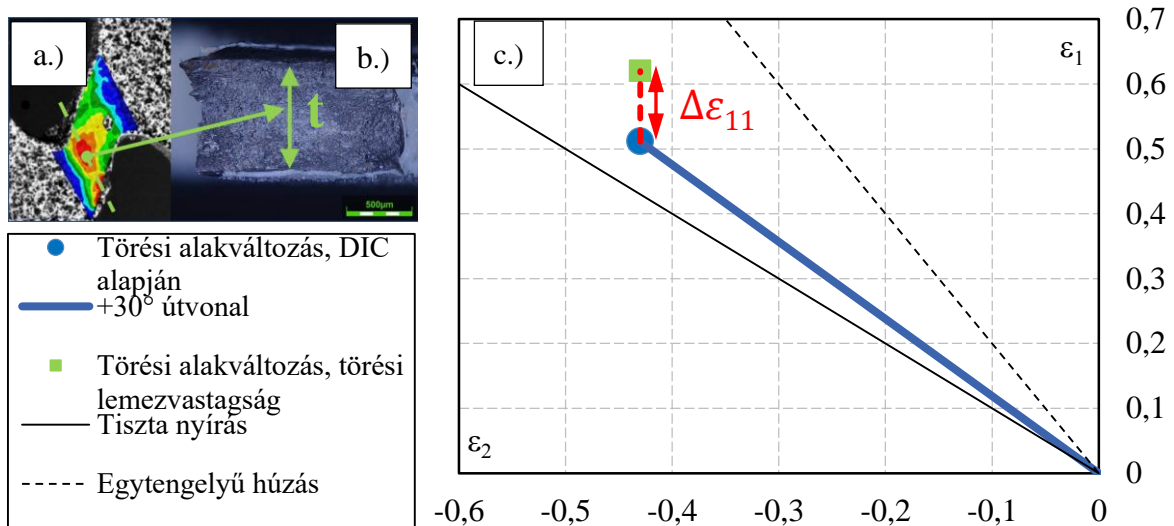 a.)
b.)
t
500µm
Törési alakváltozás, DIC
alapján
+30° útvonal
Törési alakváltozás, törési
lemezvastagság
Tiszta nyírás
Egytengelyű húzás
c.)
ε₁
Δε₁₁
ε₂
0,7
0,6
0,5
0,4
0,3
0,2
0,1
0
-0,6 -0,5 -0,4 -0,3 -0,2 -0,1 0